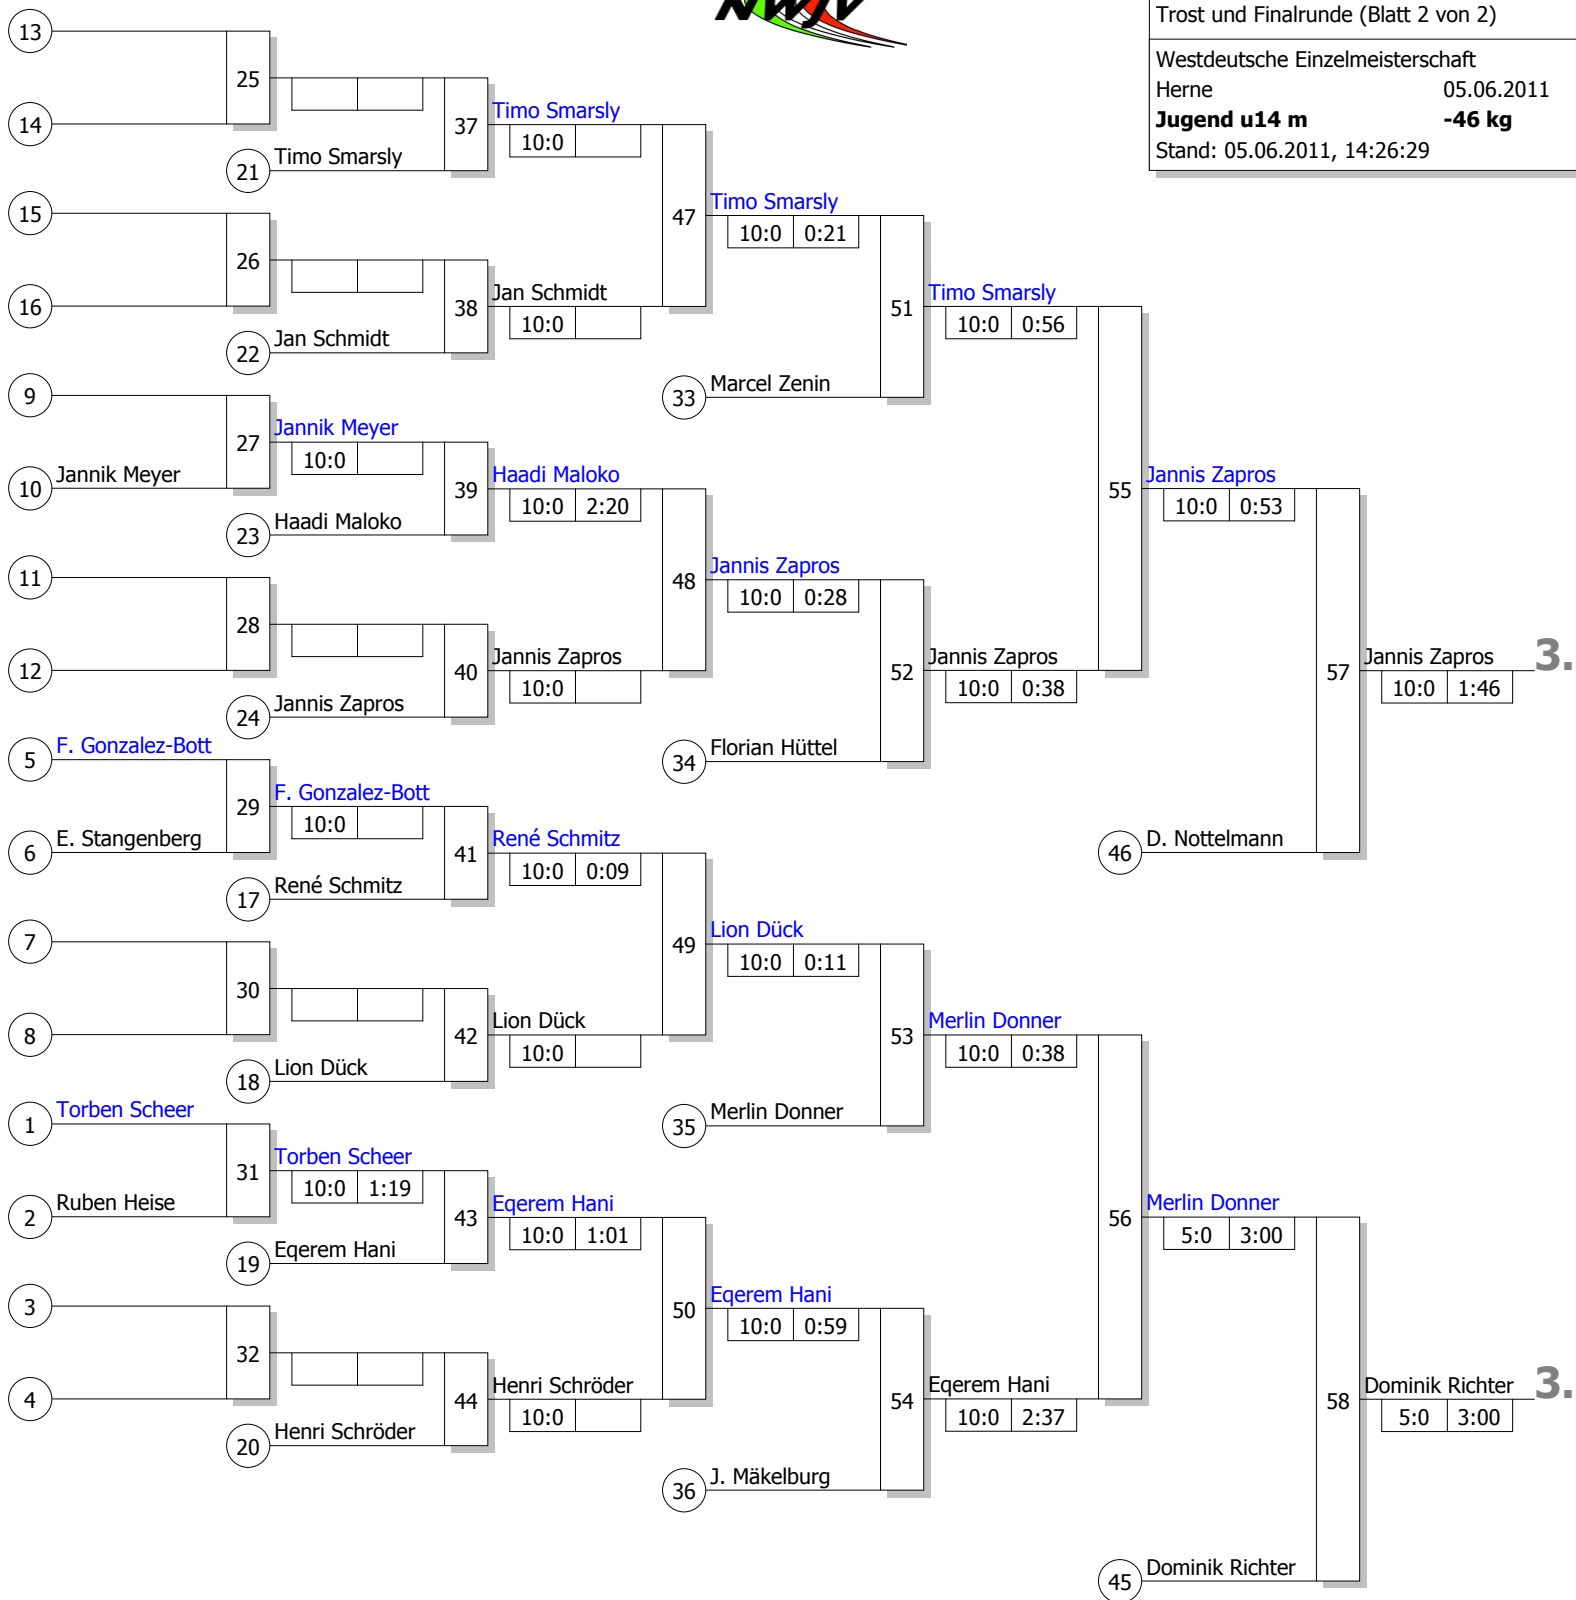 NWJV
Trost und Finalrunde (Blatt 2 von 2)
Westdeutsche Einzelmeisterschaft
Herne 05.06.2011
Jugend u14 m -46 kg
Stand: 05.06.2011, 14:26:29
13
25
14
37
Timo Smarsly
10:0
21 Timo Smarsly
15
47
Timo Smarsly
10:0 0:21
26
16
38
Jan Schmidt
10:0
22 Jan Schmidt
51
Timo Smarsly
10:0 0:56
33 Marcel Zenin
9
27
Jannik Meyer
10:0
10 Jannik Meyer
39
Haadi Maloko
10:0 2:20
23 Haadi Maloko
55
Jannis Zapros
10:0 0:53
11
48
Jannis Zapros
10:0 0:28
28
12
40
Jannis Zapros
10:0
24 Jannis Zapros
52
Jannis Zapros
10:0 0:38
57
Jannis Zapros 3.
10:0 1:46
34 Florian Hüttel
5 F. Gonzalez-Bott
29
F. Gonzalez-Bott
10:0
6 E. Stangenberg
41
René Schmitz
10:0 0:09
46 D. Nottelmann
17 René Schmitz
7
49
Lion Dück
10:0 0:11
30
8
42
Lion Dück
10:0
18 Lion Dück
53
Merlin Donner
10:0 0:38
35 Merlin Donner
1 Torben Scheer
31
Torben Scheer
10:0 1:19
2 Ruben Heise
43
Eqerem Hani
10:0 1:01
19 Eqerem Hani
56
Merlin Donner
5:0 3:00
3
50
Eqerem Hani
10:0 0:59
32
4
44
Henri Schröder
10:0
20 Henri Schröder
54
Eqerem Hani
10:0 2:37
58
Dominik Richter 3.
5:0 3:00
36 J. Mäkelburg
45 Dominik Richter